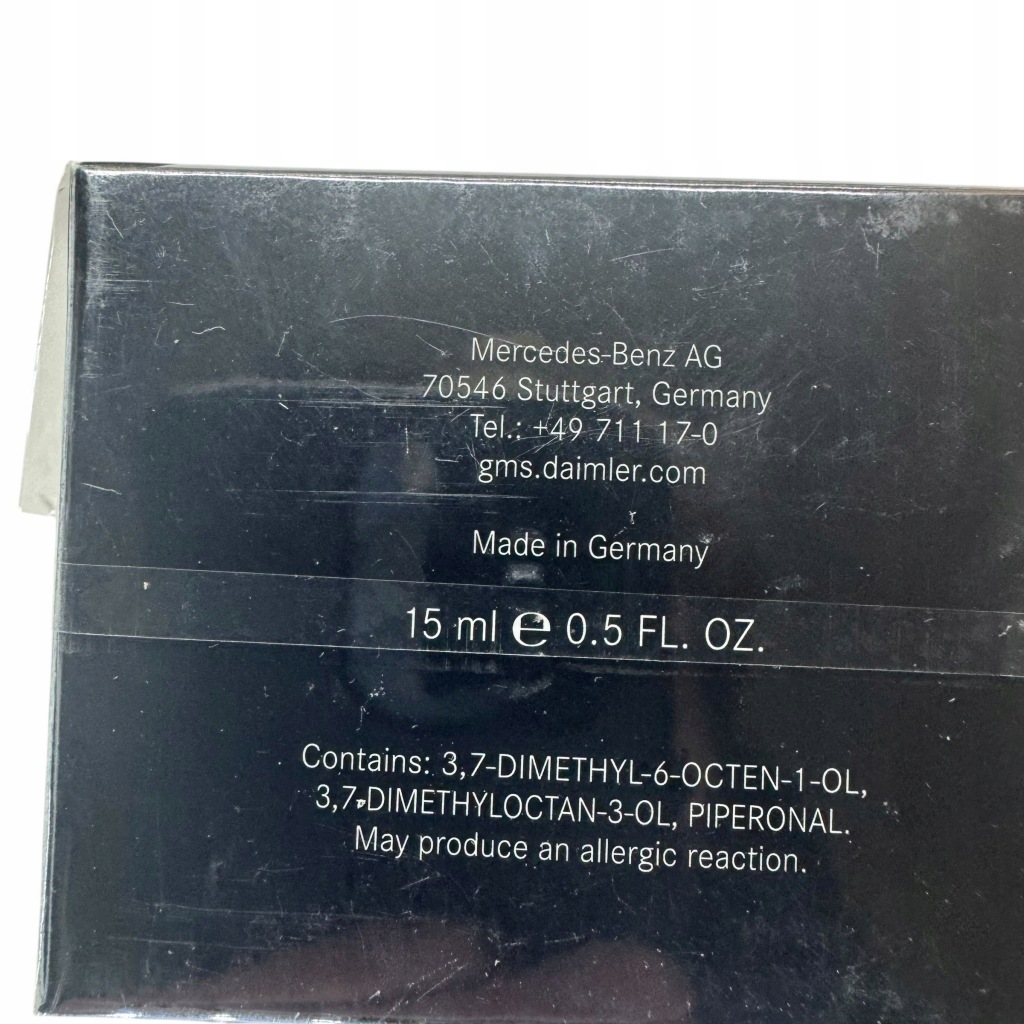 Mercedes-Benz AG
70546 Stuttgart, Germany
Tel.: +49 711 17-0
gms.daimler.com
Made in Germany
15 ml ℮ 0.5 FL. OZ.
Contains: 3,7-DIMETHYL-6-OCTEN-1-OL,
3,7-DIMETHYLOCTAN-3-OL, PIPERONAL.
May produce an allergic reaction.